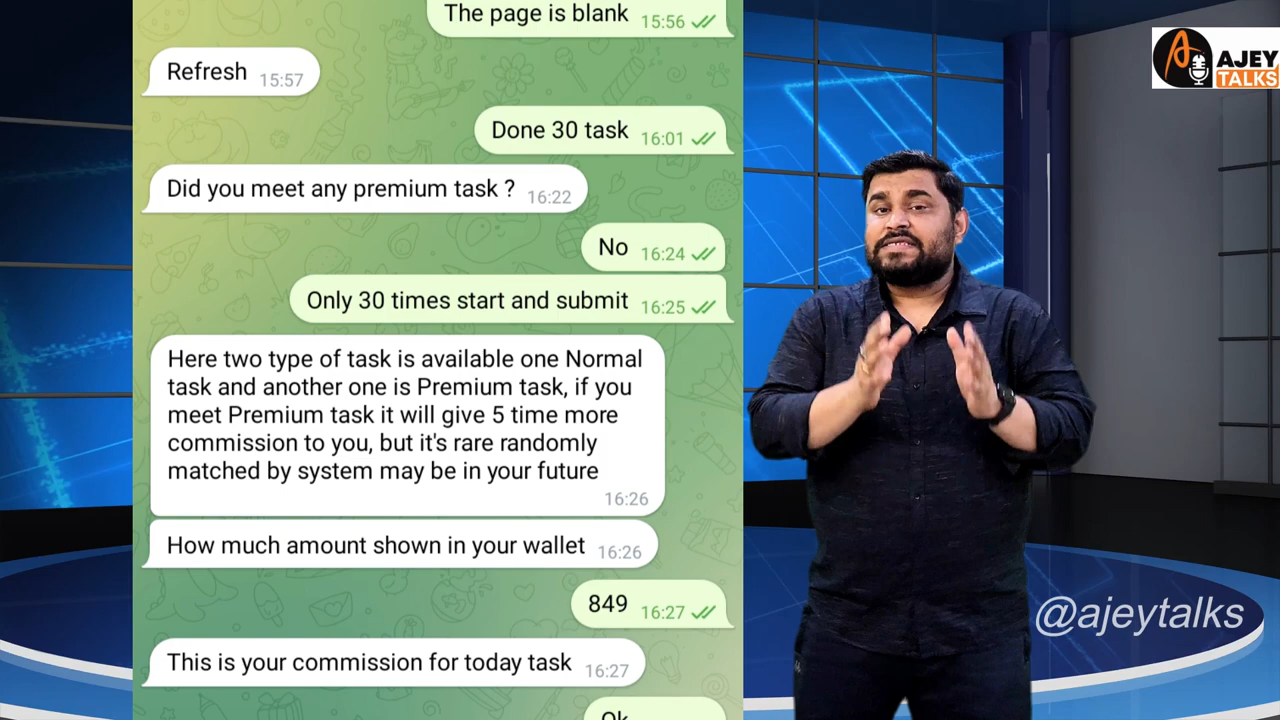 The page is blank 15:56
Refresh 15:57
Done 30 task 16:01
Did you meet any premium task ? 16:22
No 16:24
Only 30 times start and submit 16:25
Here two type of task is available one Normal
task and another one is Premium task, if you
meet Premium task it will give 5 time more
commission to you, but it's rare randomly
matched by system may be in your future
16:26
How much amount shown in your wallet 16:26
849 16:27
This is your commission for today task 16:27
Ok
AJEY
TALKS
@ajeytalks